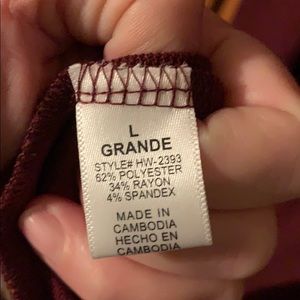 L
GRANDE
STYLE# HW-2393
62% POLYESTER
34% RAYON
4% SPANDEX
MADE IN
CAMBODIA
HECHO EN
CAMBODIA